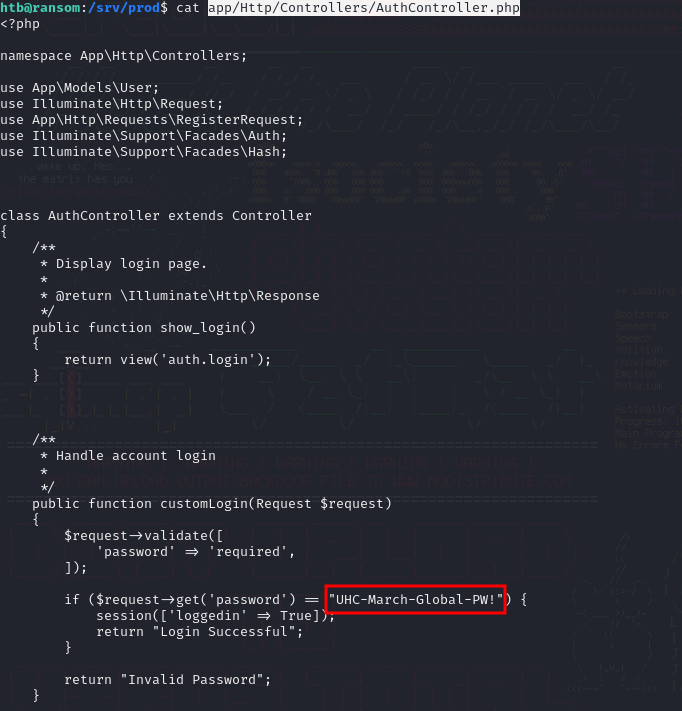 htb@ransom:/srv/prod$ cat app/Http/Controllers/AuthController.php
<?php

namespace App\Http\Controllers;

use App\Models\User;
use Illuminate\Http\Request;
use App\Http\Requests\RegisterRequest;
use Illuminate\Support\Facades\Auth;
use Illuminate\Support\Facades\Hash;

class AuthController extends Controller
{
    /**
     * Display login page.
     *
     * @return \Illuminate\Http\Response
     */
    public function show_login()
    {
        return view('auth.login');
    }

    /**
     * Handle account login
     *
     */
    public function customLogin(Request $request)
    {
        $request->validate([
            'password' => 'required',
        ]);

        if ($request->get('password') == "UHC-March-Global-PW!") {
            session(['loggedin' => True]);
            return "Login Successful";
        }

        return "Invalid Password";
    }